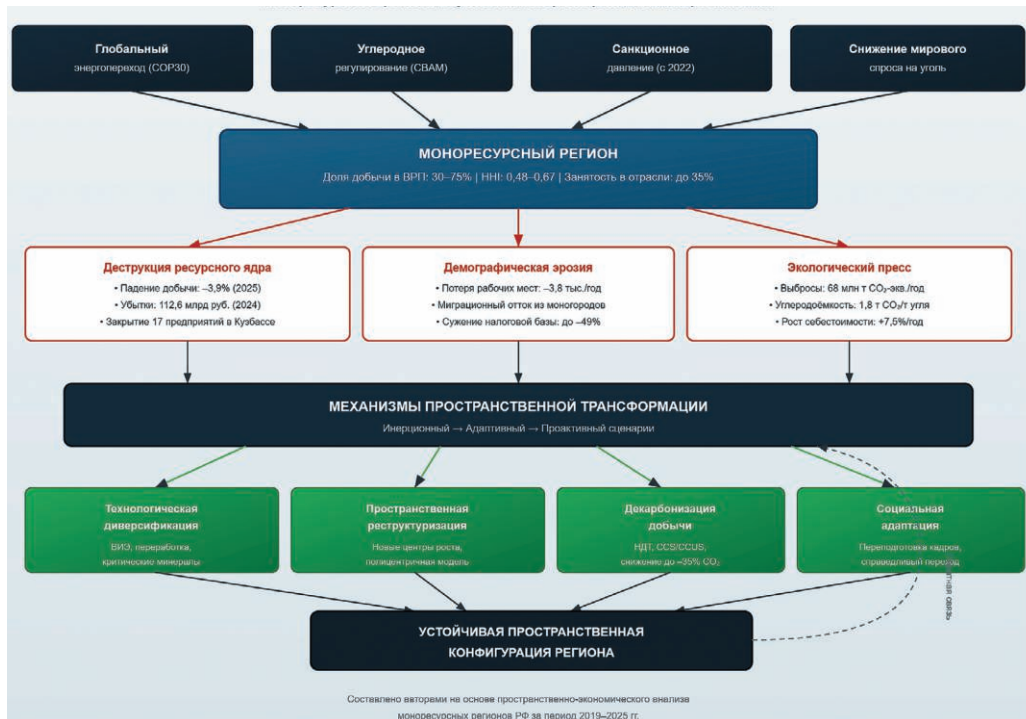 Глобальный
энергопереход (COP30)
Углеродное
регулирование (CBAM)
Санкционное
давление (с 2022)
Снижение мирового
спроса на уголь
МОНОРЕСУРСНЫЙ РЕГИОН
Доля добычи в ВРП: 30–75% | HHI: 0,48–0,67 | Занятость в отрасли: до 35%
Деструкция ресурсного ядра
• Падение добычи: –3,9% (2025)
• Убытки: 112,6 млрд руб. (2024)
• Закрытие 17 предприятий в Кузбассе
Демографическая эрозия
• Потеря рабочих мест: –3,8 тыс./год
• Миграционный отток из моногородов
• Сужение налоговой базы: до –49%
Экологический пресс
• Выбросы: 68 млн т CO₂-экв./год
• Углеродоёмкость: 1,8 т CO₂/т угля
• Рост себестоимости: +7,5%/год
МЕХАНИЗМЫ ПРОСТРАНСТВЕННОЙ ТРАНСФОРМАЦИИ
Инерционный → Адаптивный → Проактивный сценарии
Технологическая
диверсификация
ВИЭ, переработка,
критические минералы
Пространственная
реструктуризация
Новые центры роста,
полицентричная модель
Декарбонизация
добычи
НДТ, CCS/CCUS,
снижение до –35% CO₂
Социальная
адаптация
Переподготовка кадров,
справедливый переход
связь
УСТОЙЧИВАЯ ПРОСТРАНСТВЕННАЯ
КОНФИГУРАЦИЯ РЕГИОНА
Составлено авторами на основе пространственно-экономического анализа
моноресурсных регионов РФ за период 2019–2025 гг.